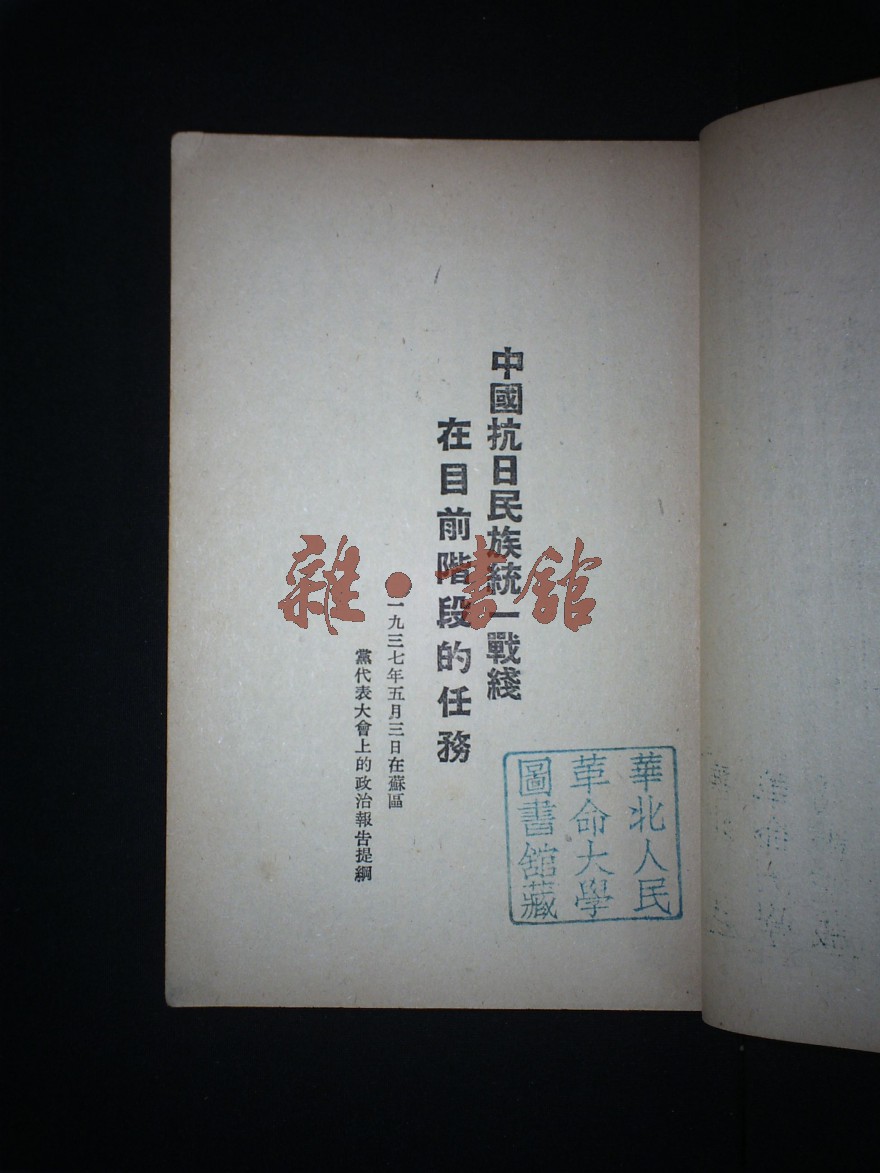 中國抗日民族統一戰綫
在目前階段的任務
一九三七年五月三日在蘇區
黨代表大會上的政治報告提綱
華北人民
革命大學
圖書館藏
雜·書館